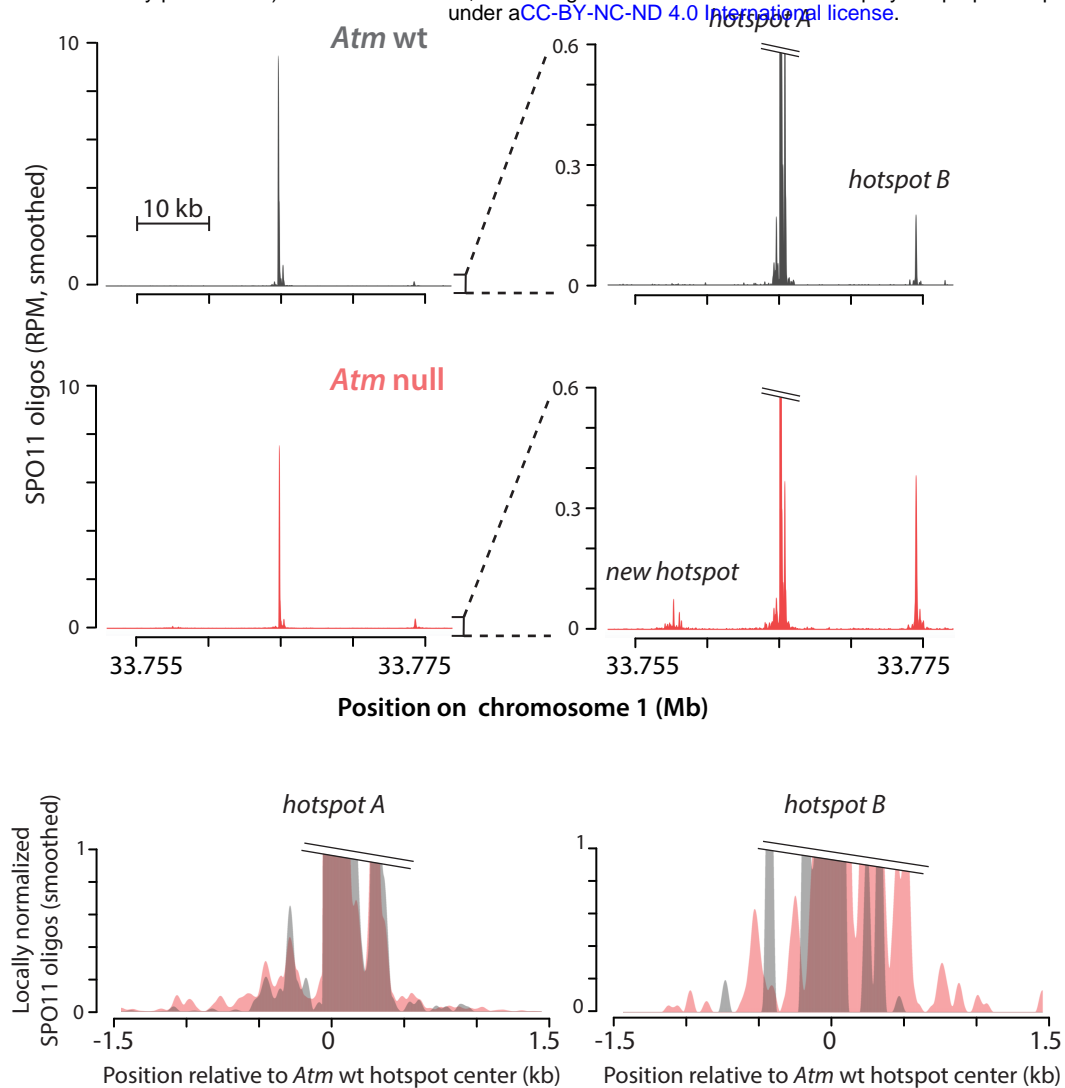 under aCC-BY-NC-ND 4.0 International license.
Atm wt
hotspot A
10
0
10 kb
SPO11 oligos (RPM, smoothed)
0.6
0.3
0
hotspot B
Atm null
10
0
33.755
33.775
0.6
0.3
0
new hotspot
33.755
33.775
Position on chromosome 1 (Mb)
hotspot A
Locally normalized
SPO11 oligos (smoothed)
1
0
-1.5
0
1.5
Position relative to Atm wt hotspot center (kb)
hotspot B
1
0
-1.5
0
1.5
Position relative to Atm wt hotspot center (kb)